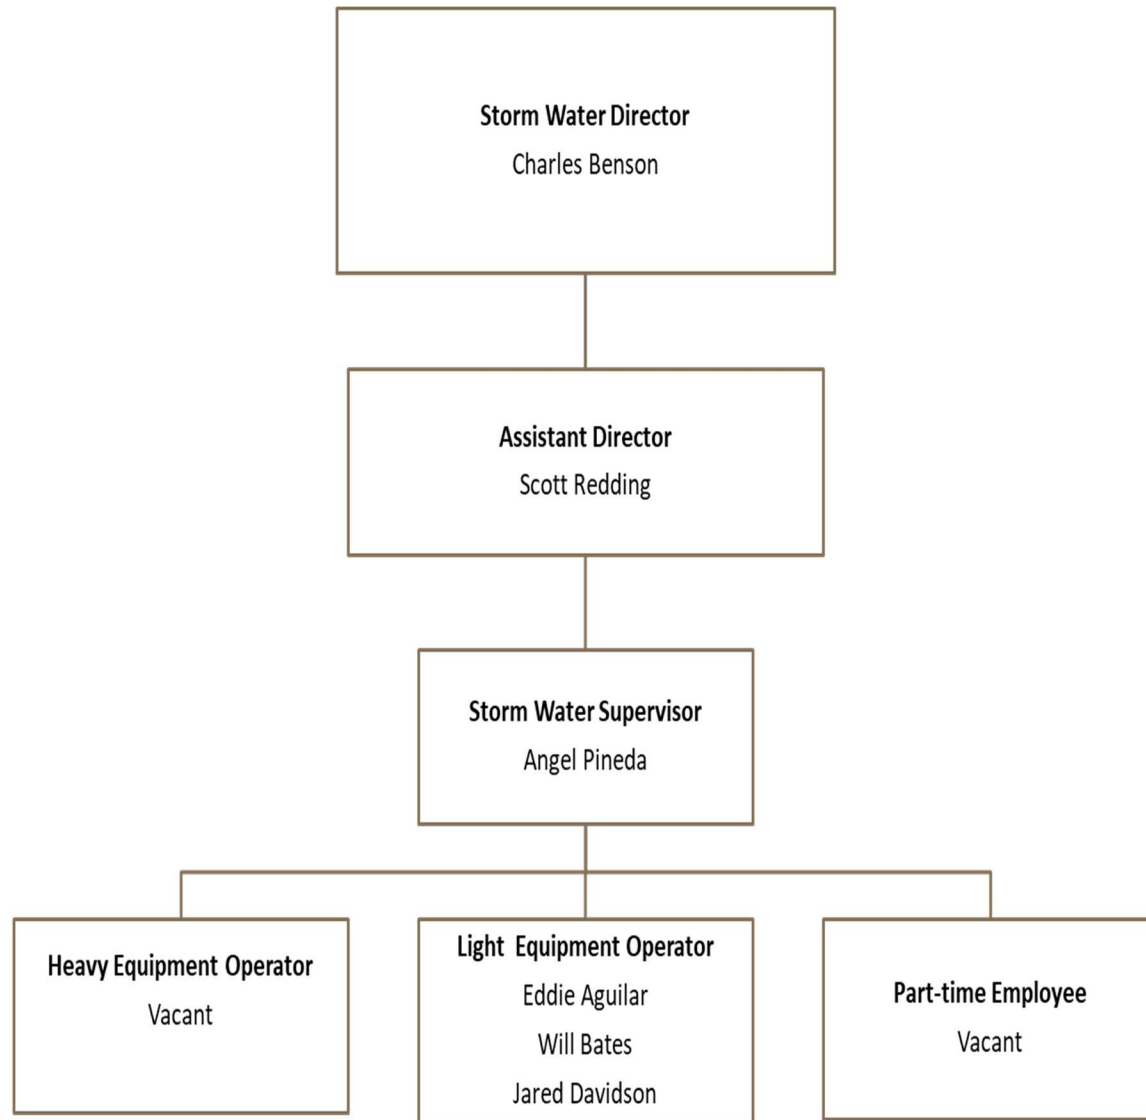 Storm Water Director
Charles Benson
Assistant Director
Scott Redding
Storm Water Supervisor
Angel Pineda
Heavy Equipment Operator
Vacant
Light Equipment Operator
Eddie Aguilar
Will Bates
Jared Davidson
Part-time Employee
Vacant